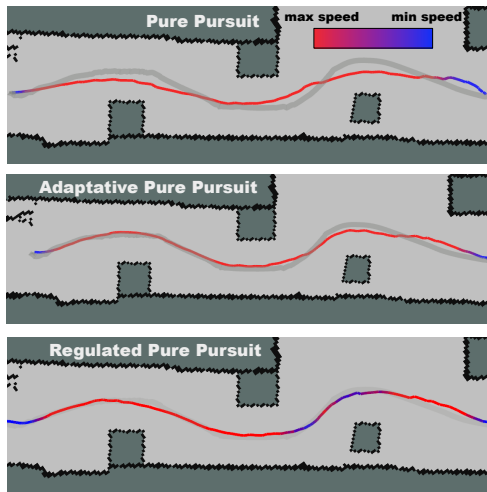 Pure Pursuit
max speed min speed
Adaptative Pure Pursuit
Regulated Pure Pursuit